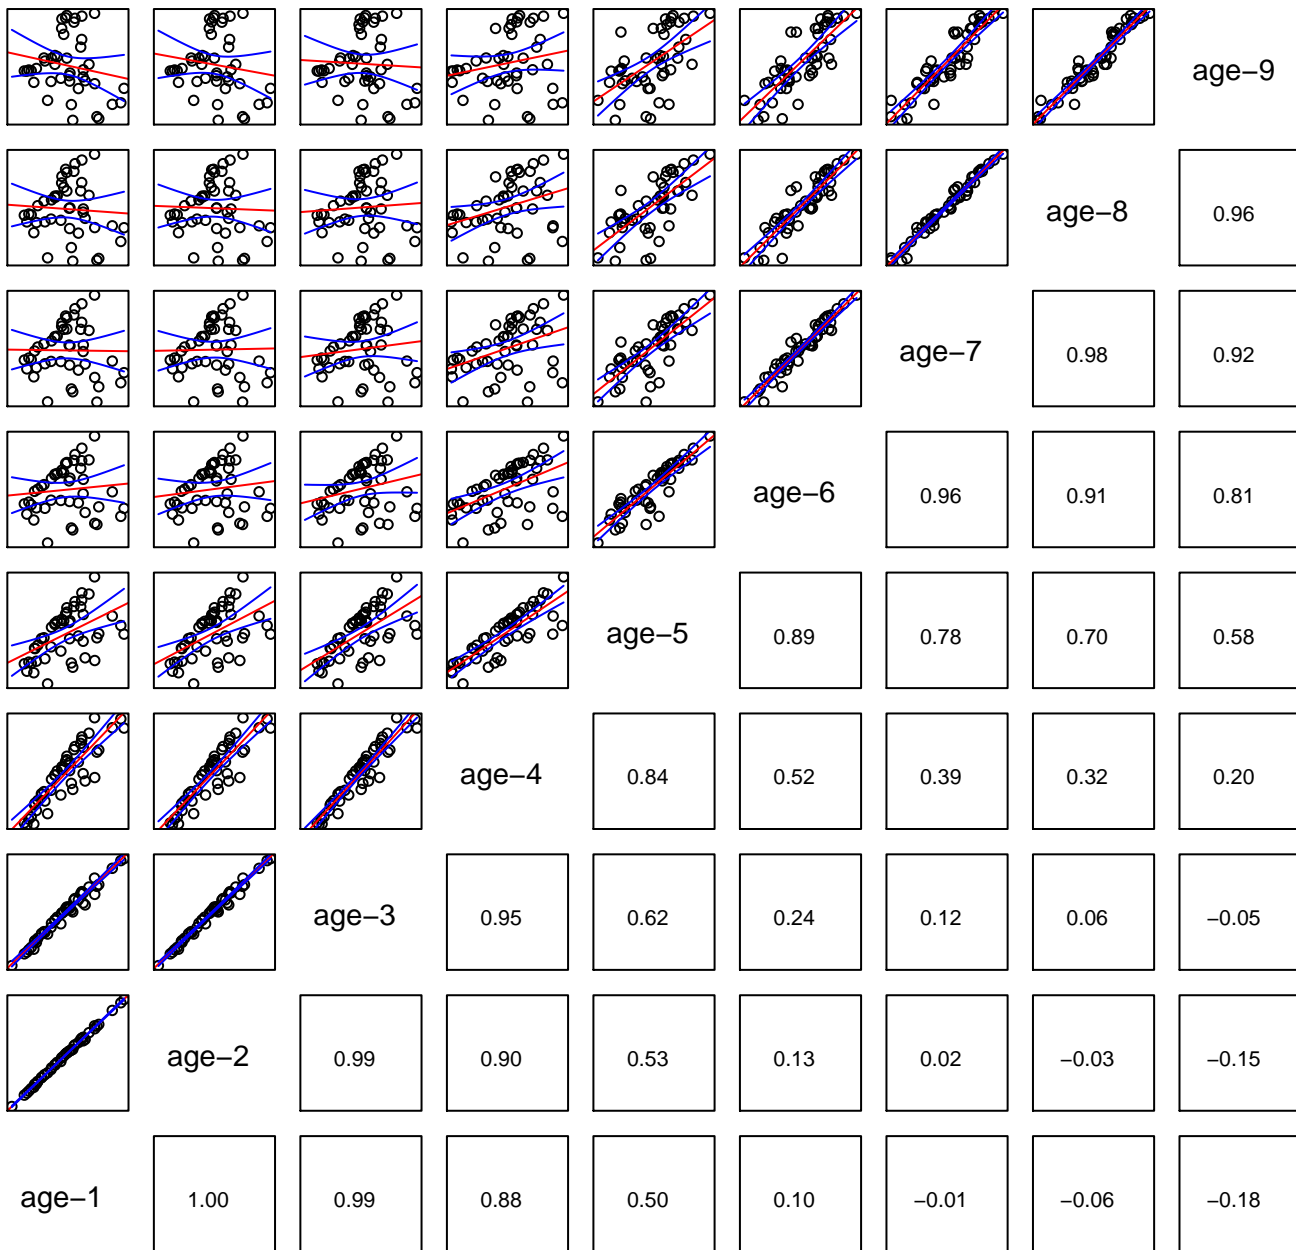 age−9
age−8 0.96
age−7 0.98 0.92
age−6 0.96 0.91 0.81
age−5 0.89 0.78 0.70 0.58
age−4 0.84 0.52 0.39 0.32 0.20
age−3 0.95 0.62 0.24 0.12 0.06 −0.05
age−2 0.99 0.90 0.53 0.13 0.02 −0.03 −0.15
age−1 1.00 0.99 0.88 0.50 0.10 −0.01 −0.06 −0.18